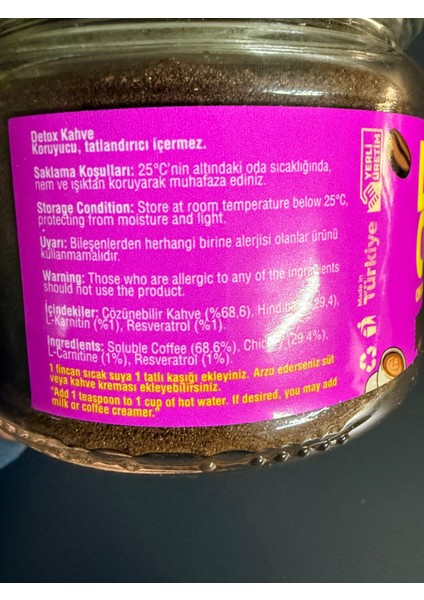 Detox Kahve
Koruyucu, tatlandırıcı içermez.
Saklama Koşulları: 25°C'nin altındaki oda sıcaklığında,
nem ve ışıktan koruyarak muhafaza ediniz.
Storage Condition: Store at room temperature below 25°C,
protecting from moisture and light.
Uyarı: Bileşenlerden herhangi birine alerjisi olanlar ürünü
kullanmamalıdır.
Warning: Those who are allergic to any of the ingredients
should not use the product.
İçindekiler: Çözünebilir Kahve (%68,6),
L-Karnitin (%1), Resveratrol (%1).
Ingredients: Soluble Coffee (68,6%), (29.4%),
L-Carnitine (1%), Resveratrol (1%).
1 fincan sıcak suya 1 tatlı kaşığı ekleyiniz. Arzu ederseniz süt
veya kahve kreması ekleyebilirsiniz.
"Add 1 teaspoon to 1 cup of hot water. If desired, you may add
milk or coffee creamer."
YERLİ
ÜRETİM
Made in
Türkiye